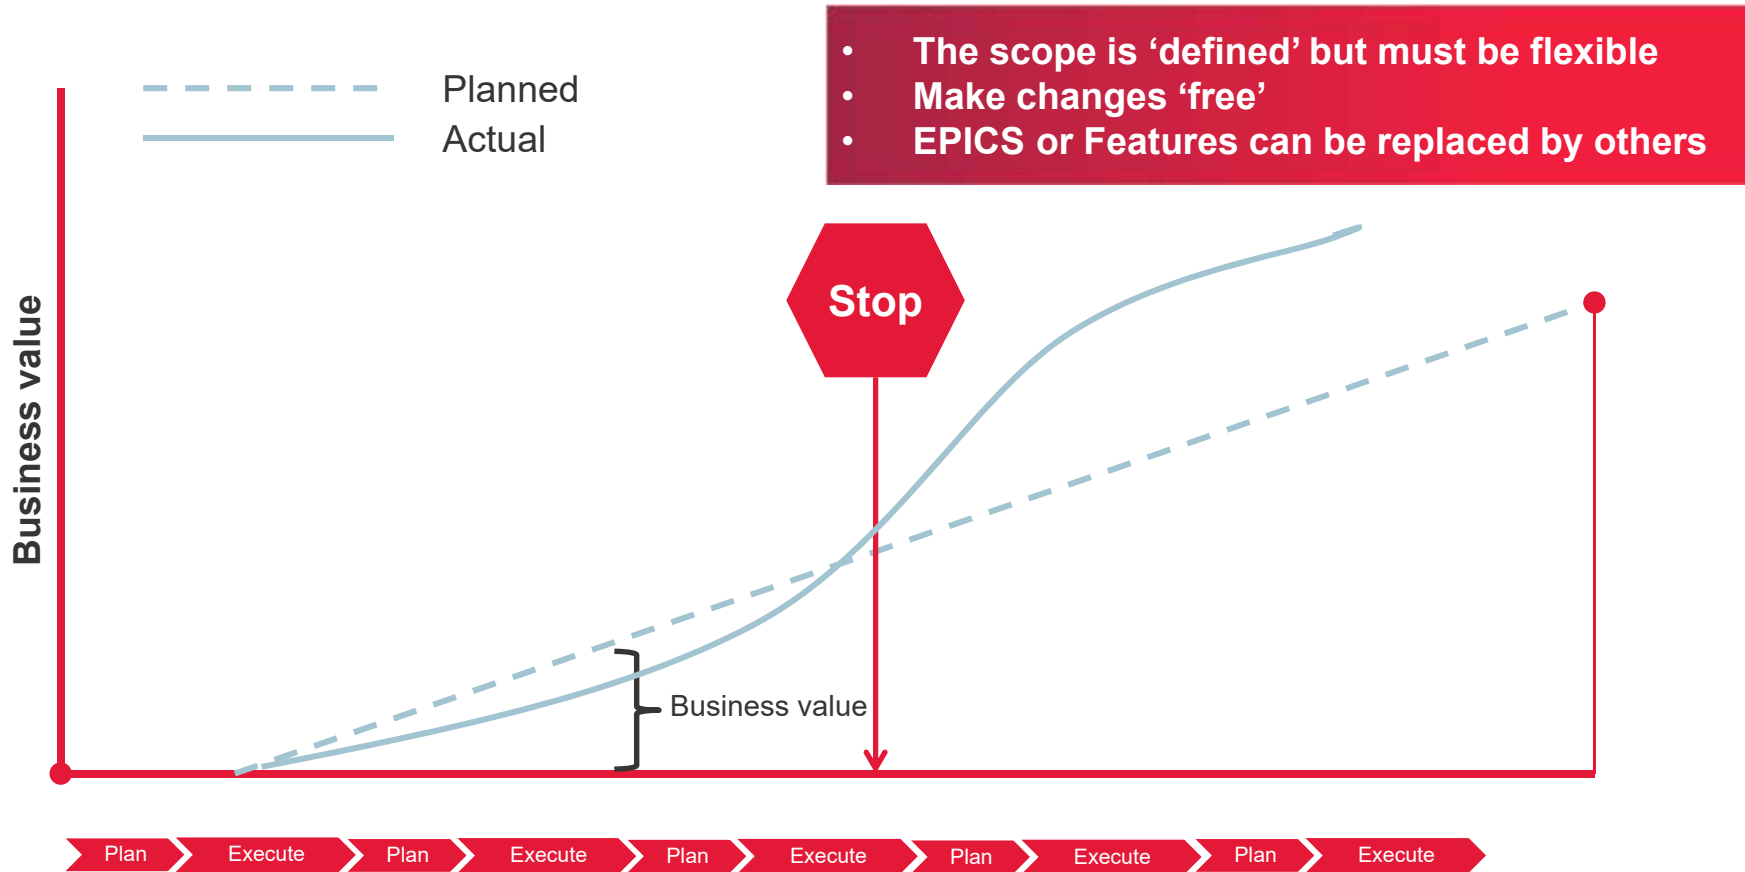 • The scope is ‘defined’ but must be flexible
• Make changes ‘free’
• EPICS or Features can be replaced by others
Planned
Actual
Stop
Business value
Business value
Plan
Execute
Plan
Execute
Plan
Execute
Plan
Execute
Plan
Execute